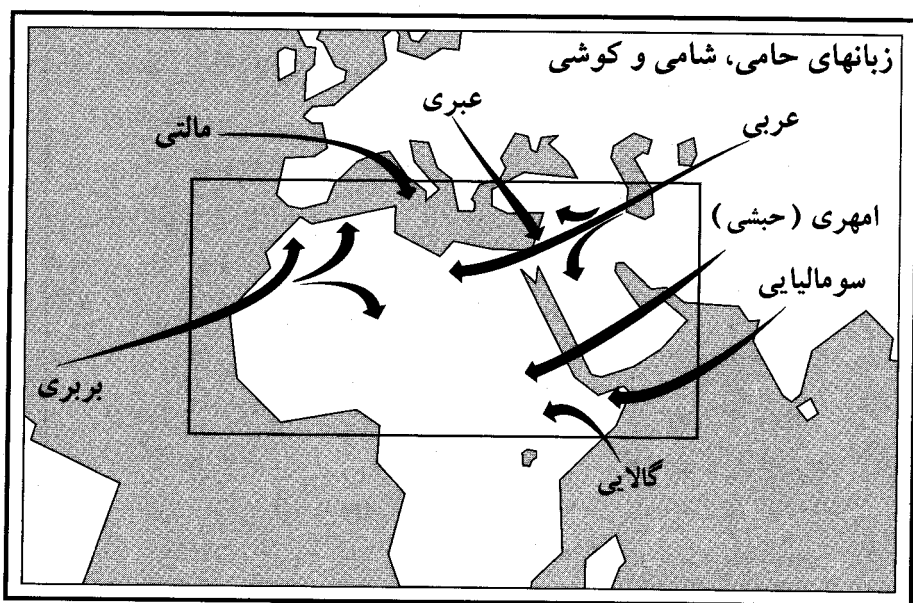 زبانهای حامی، شامی و کوشی
عبری
عربی
مالتی
امهری (حبشی)
سومالیایی
بربری
گالایی